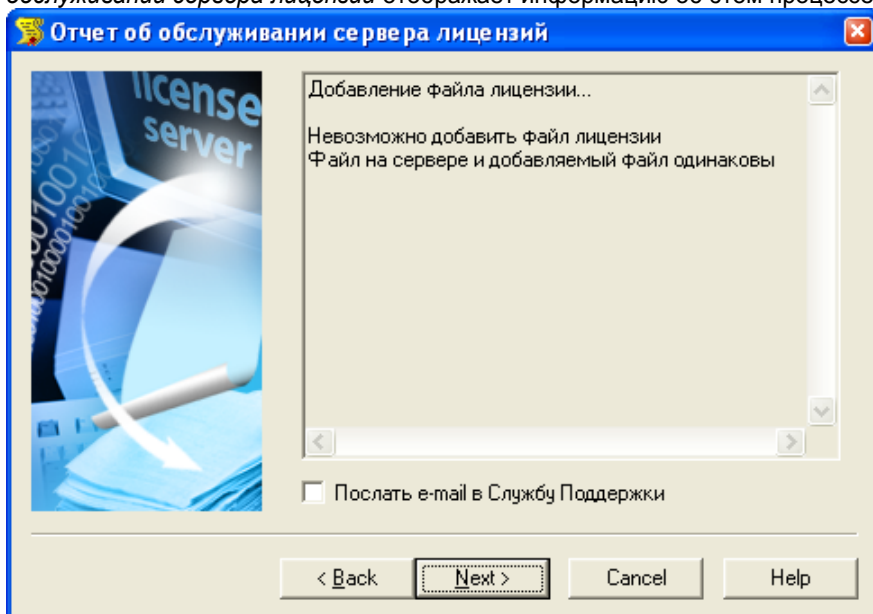 обслуживании сервера лицензий отображает информацию об этом процессе
Отчет об обслуживании сервера лицензий
license
server
Добавление файла лицензии...
Невозможно добавить файл лицензии
Файл на сервере и добавляемый файл одинаковы
Послать e-mail в Службу Поддержки
< Back
Next >
Cancel
Help